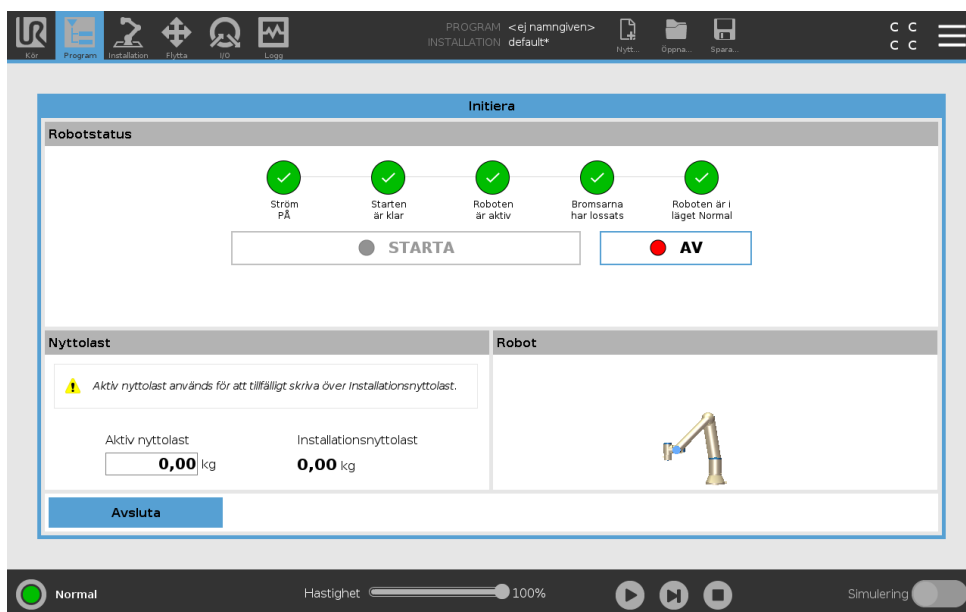 UR
PROGRAM <ej namngiven>
INSTALLATION default*
Kör
Program
Installation
Flytta
I/O
Logg
Nytt...
Öppna...
Spara...
C C
C C
Initiera
Robotstatus
Ström
PÅ
Starten
är klar
Roboten
är aktiv
Bromsarna
har lossats
Roboten är i
läget Normal
STARTA
AV
Nyttolast
Robot
Aktiv nyttolast används för att tillfälligt skriva över Installationsnyttolast.
Aktiv nyttolast
Installationsnyttolast
0,00 kg
0,00 kg
Avsluta
Normal
Hastighet
100%
Simulering